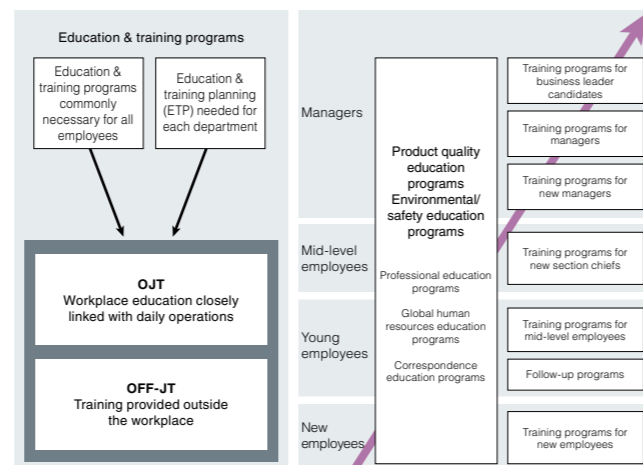 Education & training programs
Education &
training programs
commonly
necessary for all
employees
Education &
training planning
(ETP) needed for
each department
OJT
Workplace education closely
linked with daily operations
OFF-JT
Training provided outside
the workplace
Managers
Mid-level
employees
Young
employees
New
employees
Product quality
education
programs
Environmental/
safety education
programs
Professional education
programs
Global human
resources education
programs
Correspondence
education programs
Training programs for
business leader
candidates
Training programs for
managers
Training programs for
new managers
Training programs for
new section chiefs
Training programs for
mid-level employees
Follow-up programs
Training programs for
new employees